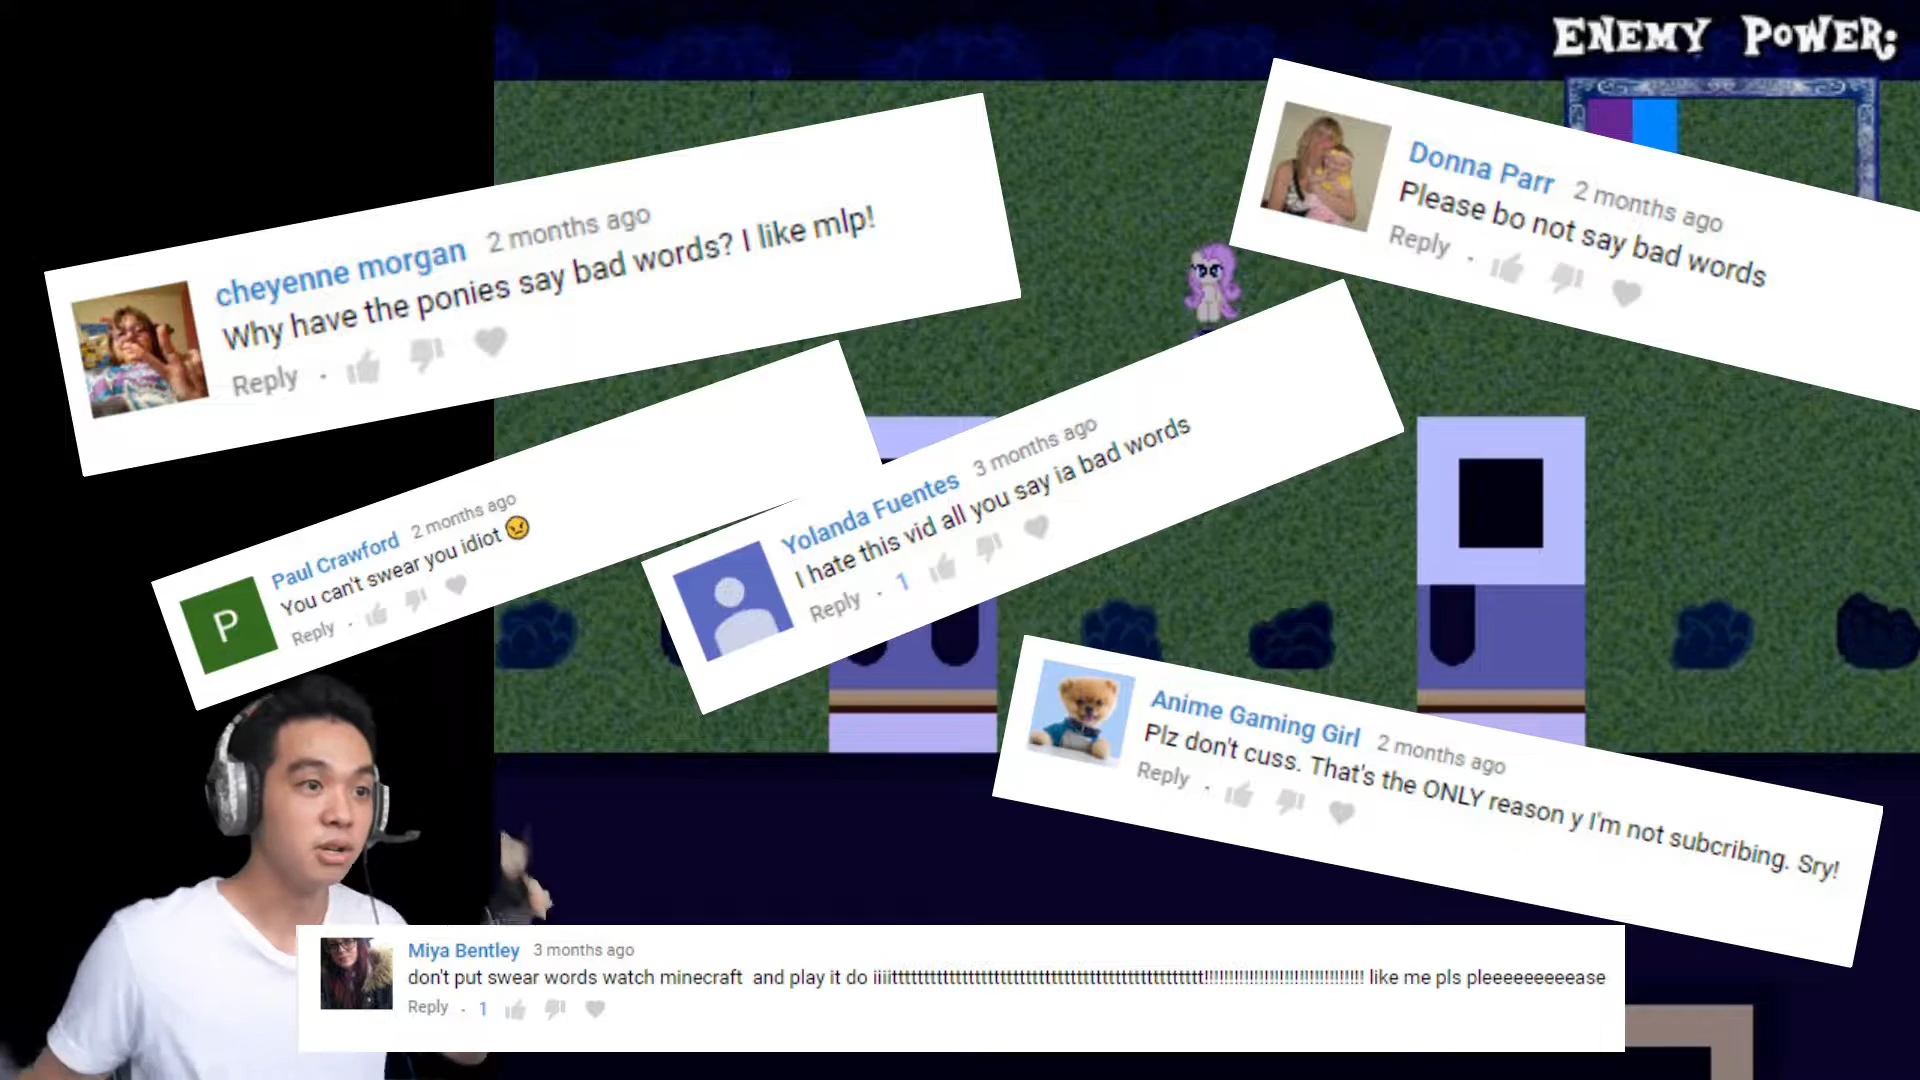 ENEMY POWER:
cheyenne morgan 2 months ago
Why have the ponies say bad words? I like mlp!
Reply
Donna Parr 2 months ago
Please bo not say bad words
Reply
Paul Crawford 2 months ago
You can't swear you idiot 😠
Reply
P
Yolanda Fuentes 3 months ago
I hate this vid all you say ia bad words
Reply · 1
Anime Gaming Girl 2 months ago
Plz don't cuss. That's the ONLY reason y I'm not subcribing. Sry!
Reply
Miya Bentley 3 months ago
don't put swear words watch minecraft and play it do iiiitttttttttttttttttttttttttttttttttttttttttttttttttt!!!!!!!!!!!!!!!!!!!!!!!!!!!!!!!! like me pls pleeeeeeeeease
Reply · 1